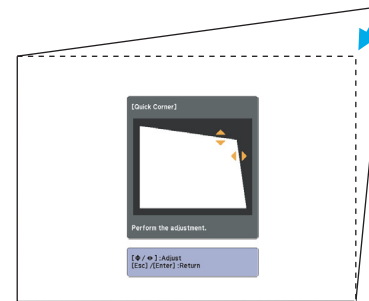 [Quick Corner]
Perform the adjustment.
[ / ] :Adjust
[Esc] /[Enter] :Return